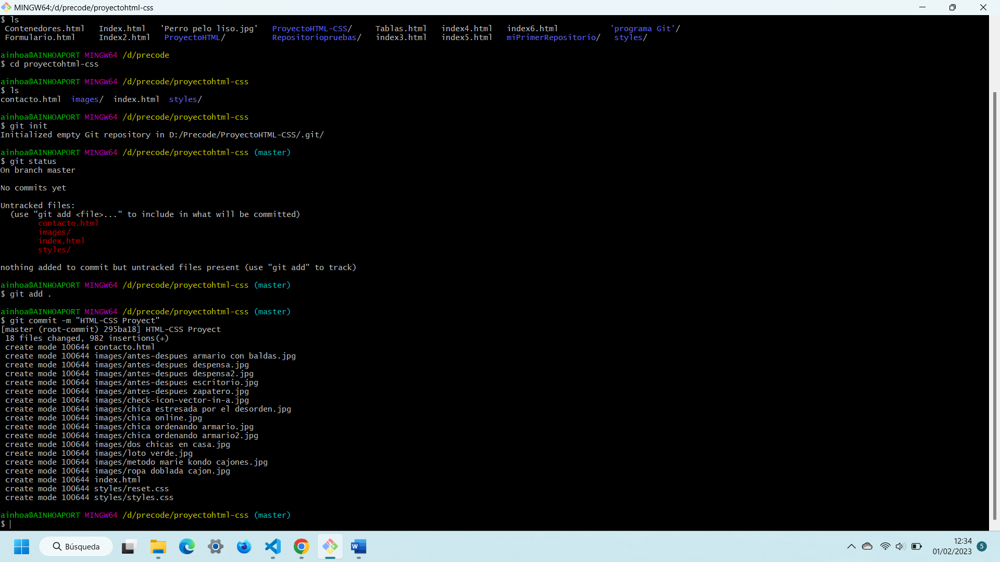 MINGW64:/d/precode/proyectohtml-css
$ ls
Contenedores.html Index.html 'Perro pelo liso.jpg' ProyectoHTML-CSS/ Tablas.html index4.html index6.html 'programa Git'/
Formulario.html Index2.html ProyectoHTML/ Repositoriopruebas/ index3.html index5.html miPrimerRepositorio/ styles/
ainhoa@AINHOAPORT MINGW64 /d/precode
$ cd proyectohtml-css
ainhoa@AINHOAPORT MINGW64 /d/precode/proyectohtml-css
$ ls
contacto.html images/ index.html styles/
ainhoa@AINHOAPORT MINGW64 /d/precode/proyectohtml-css
$ git init
Initialized empty Git repository in D:/Precode/ProyectoHTML-CSS/.git/
ainhoa@AINHOAPORT MINGW64 /d/precode/proyectohtml-css (master)
$ git status
On branch master
No commits yet
Untracked files:
(use "git add <file>..." to include in what will be committed)
contacto.html
images/
index.html
styles/
nothing added to commit but untracked files present (use "git add" to track)
ainhoa@AINHOAPORT MINGW64 /d/precode/proyectohtml-css (master)
$ git add .
ainhoa@AINHOAPORT MINGW64 /d/precode/proyectohtml-css (master)
$ git commit -m "HTML-CSS Proyect"
[master (root-commit) 295ba18] HTML-CSS Proyect
18 files changed, 982 insertions(+)
create mode 100644 contacto.html
create mode 100644 images/antes-despues armario con baldas.jpg
create mode 100644 images/antes-despues despensa.jpg
create mode 100644 images/antes-despues despensa2.jpg
create mode 100644 images/antes-despues escritorio.jpg
create mode 100644 images/antes-despues zapatero.jpg
create mode 100644 images/check-icon-vector-in-a.jpg
create mode 100644 images/chica estresada por el desorden.jpg
create mode 100644 images/chica online.jpg
create mode 100644 images/chica ordenando armario.jpg
create mode 100644 images/chica ordenando armario2.jpg
create mode 100644 images/dos chicas en casa.jpg
create mode 100644 images/loto verde.jpg
create mode 100644 images/metodo marie kondo cajones.jpg
create mode 100644 images/ropa doblada cajon.jpg
create mode 100644 index.html
create mode 100644 styles/reset.css
create mode 100644 styles/styles.css
ainhoa@AINHOAPORT MINGW64 /d/precode/proyectohtml-css (master)
$
Búsqueda
W
12:34
01/02/2023
5